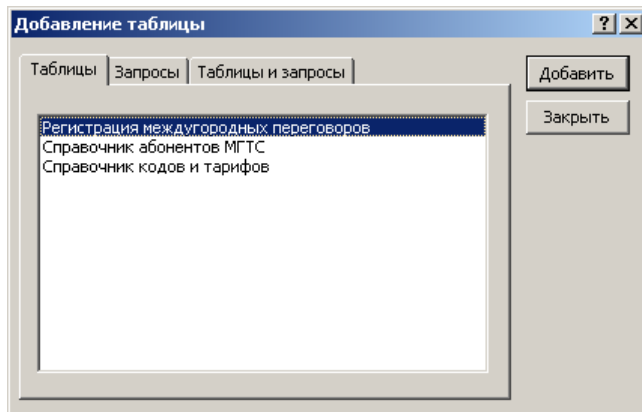 Добавление таблицы
Таблицы Запросы Таблицы и запросы
Добавить
Закрыть
Регистрация междугородных переговоров
Справочник абонентов МГТС
Справочник кодов и тарифов